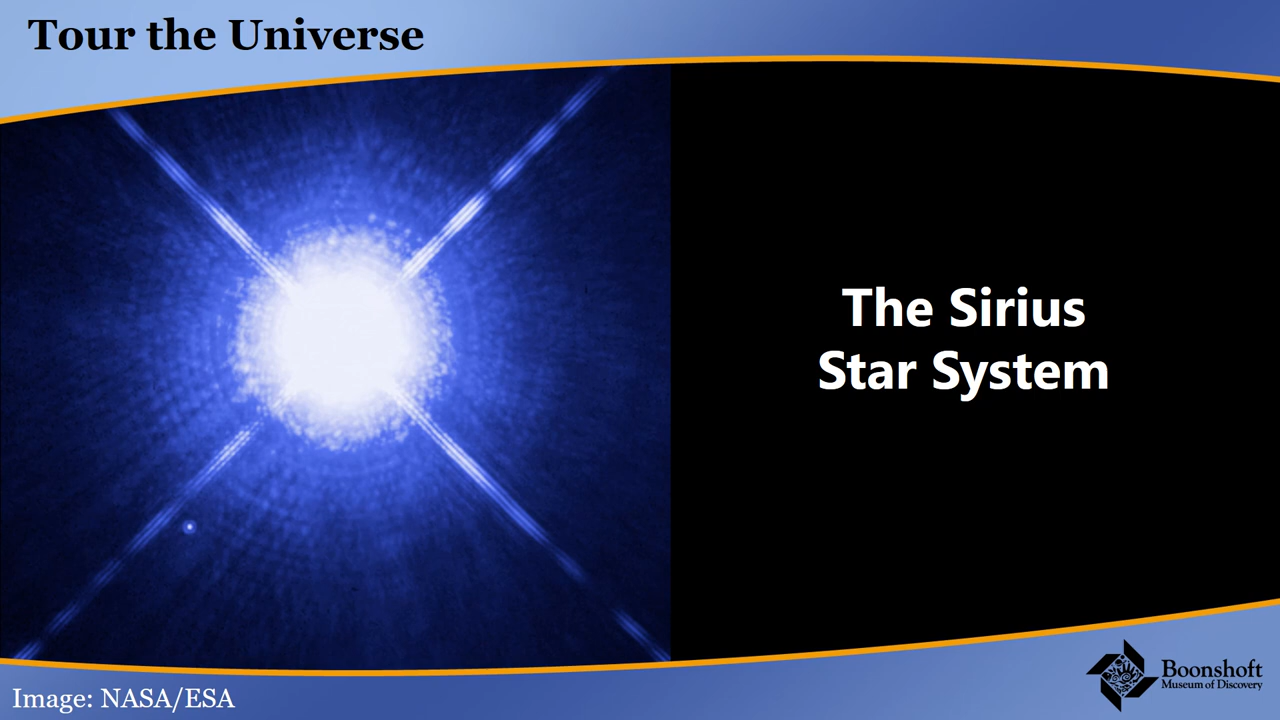 Tour the Universe
The Sirius
Star System
Image: NASA/ESA
Boonshoft
Museum of Discovery